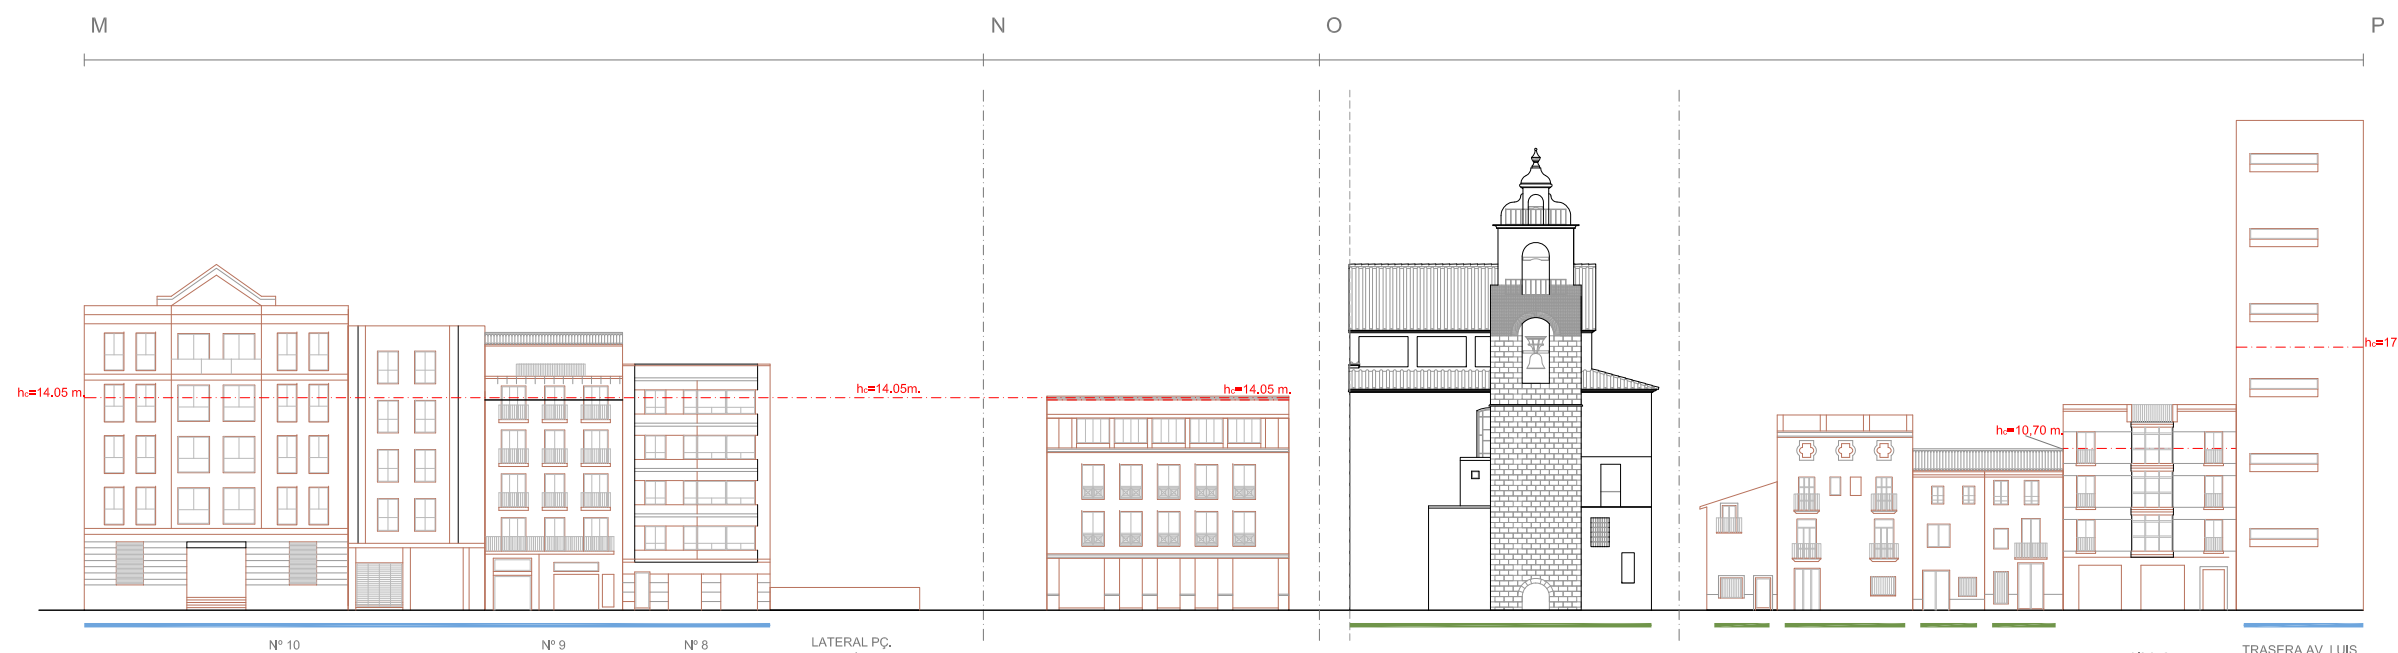 M
N
O
P
hc=14.05 m.
hc=14.05m.
hc=14.05 m.
hc=10,70 m.
hc=17
Nº 10
Nº 9
Nº 8
LATERAL PÇ.
TRASERA AV. LUIS